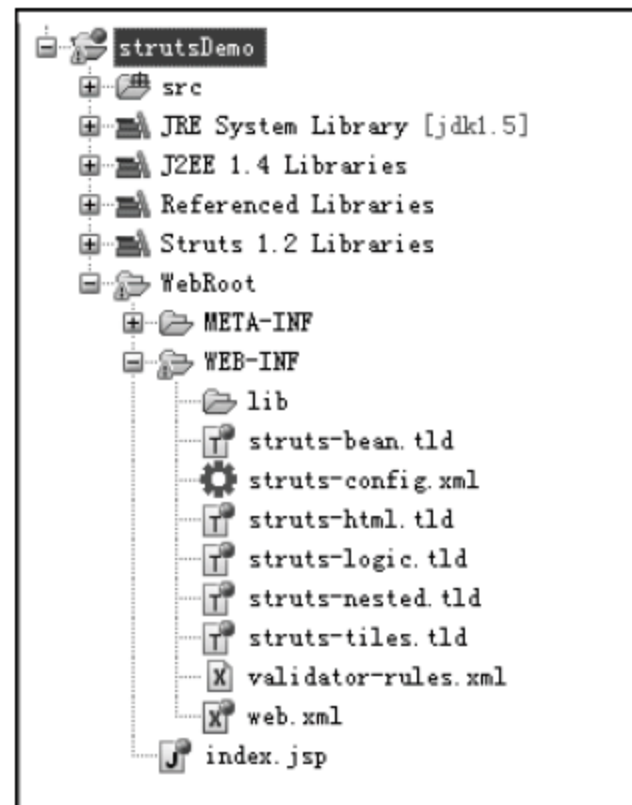 strutsDemo
src
JRE System Library [jdk1.5]
J2EE 1.4 Libraries
Referenced Libraries
Struts 1.2 Libraries
WebRoot
META-INF
WEB-INF
lib
struts-bean.tld
struts-config.xml
struts-html.tld
struts-logic.tld
struts-nested.tld
struts-tiles.tld
validator-rules.xml
web.xml
index.jsp